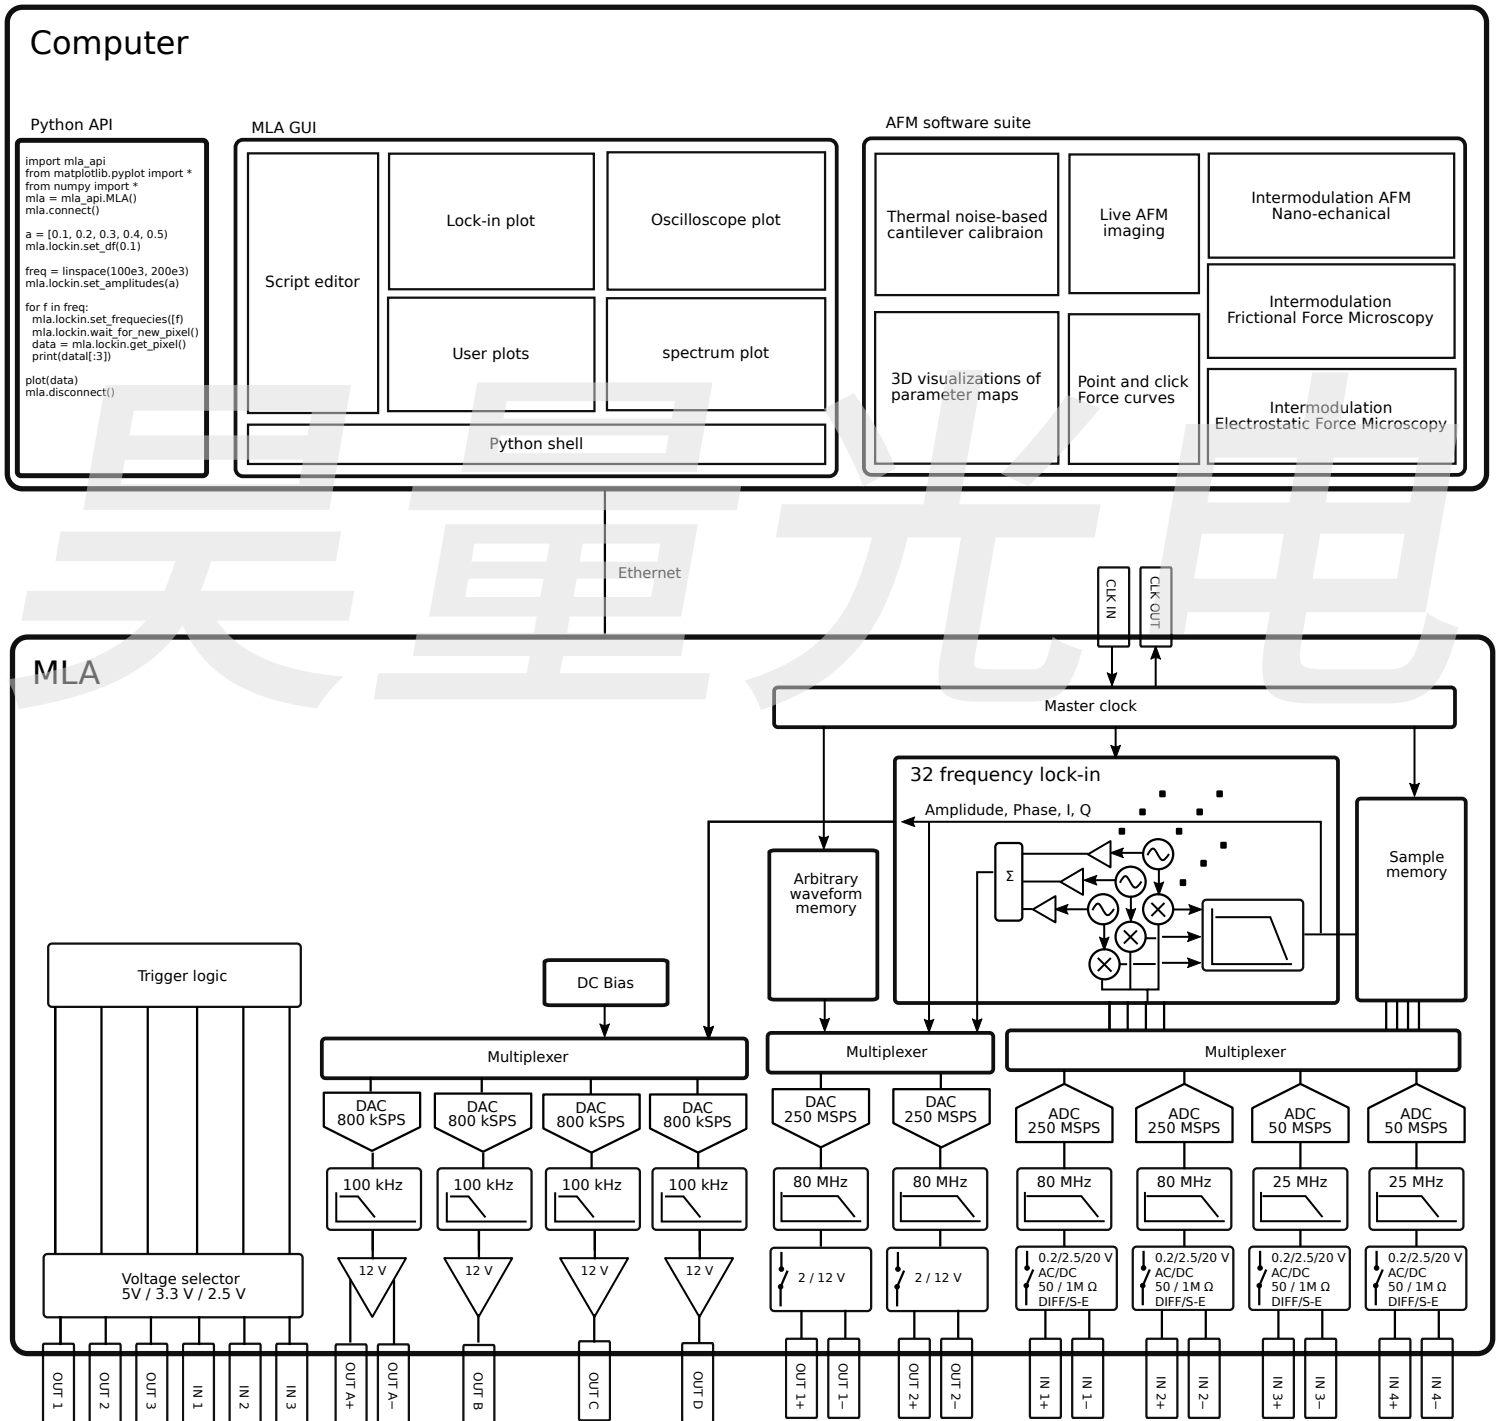 Computer
Python API
MLA GUI
AFM software suite
import mla_api
from matplotlib.pyplot import *
from numpy import *
mla = mla_api.MLA()
mla.connect()
a = [0.1, 0.2, 0.3, 0.4, 0.5)
mla.lockin.set_df(0.1)
freq = linspace(100e3, 200e3)
mla.lockin.set_amplitudes(a)
for f in freq:
mla.lockin.set_frequecies([f)
mla.lockin.wait_for_new_pixel()
data = mla.lockin.get_pixel()
print(datal[:3])
plot(data)
mla.disconnect()
Script editor
Lock-in plot
Oscilloscope plot
User plots
spectrum plot
Python shell
Thermal noise-based
cantilever calibraion
Live AFM
imaging
Intermodulation AFM
Nano-echanical
Intermodulation
Frictional Force Microscopy
3D visualizations of
parameter maps
Point and click
Force curves
Intermodulation
Electrostatic Force Microscopy
昊量光电
Ethernet
CLK IN
CLK OUT
MLA
Master clock
32 frequency lock-in
Amplidude, Phase, I, Q
Σ
Arbitrary
waveform
memory
Sample
memory
Trigger logic
DC Bias
Multiplexer
Multiplexer
Multiplexer
DAC
800 kSPS
DAC
800 kSPS
DAC
800 kSPS
DAC
800 kSPS
DAC
250 MSPS
DAC
250 MSPS
ADC
250 MSPS
ADC
250 MSPS
ADC
50 MSPS
ADC
50 MSPS
100 kHz
100 kHz
100 kHz
100 kHz
80 MHz
80 MHz
80 MHz
80 MHz
25 MHz
25 MHz
Voltage selector
5V / 3.3 V / 2.5 V
12 V
12 V
12 V
12 V
2 / 12 V
2 / 12 V
0.2/2.5/20 V
AC/DC
50 / 1M Ω
DIFF/S-E
0.2/2.5/20 V
AC/DC
50 / 1M Ω
DIFF/S-E
0.2/2.5/20 V
AC/DC
50 / 1M Ω
DIFF/S-E
0.2/2.5/20 V
AC/DC
50 / 1M Ω
DIFF/S-E
OUT 1
OUT 2
OUT 3
IN 1
IN 2
IN 3
OUT A+
OUT A−
OUT B
OUT C
OUT D
OUT 1+
OUT 1−
OUT 2+
OUT 2−
IN 1+
IN 1−
IN 2+
IN 2−
IN 3+
IN 3−
IN 4+
IN 4−